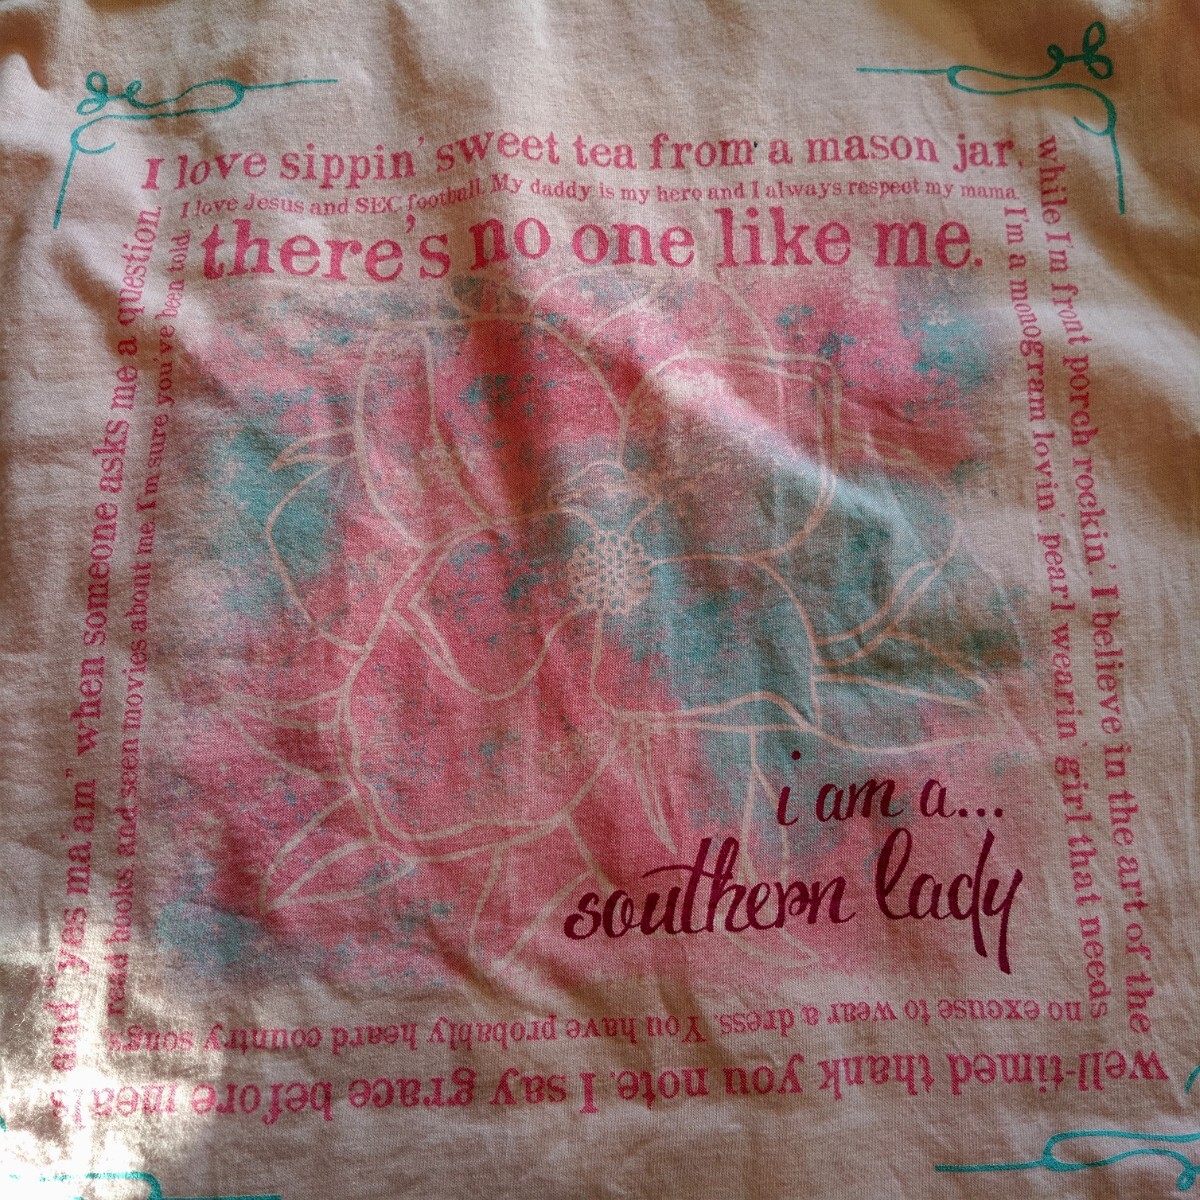 I love sippin' sweet tea from a mason jar,
while I'm front porch rockin'. I believe in the art of the
well-timed thank you note. I say grace before meals
and "yes ma'am" when someone asks me a question.
I love Jesus and SEC football. My daddy is my hero and I always respect my mama.
I'm a monogram lovin', pearl wearin' girl that needs
no excuse to wear a dress. You have probably heard country songs,
read books and seen movies about me. I'm sure you've been told
there's no one like me.
i am a...
southern lady